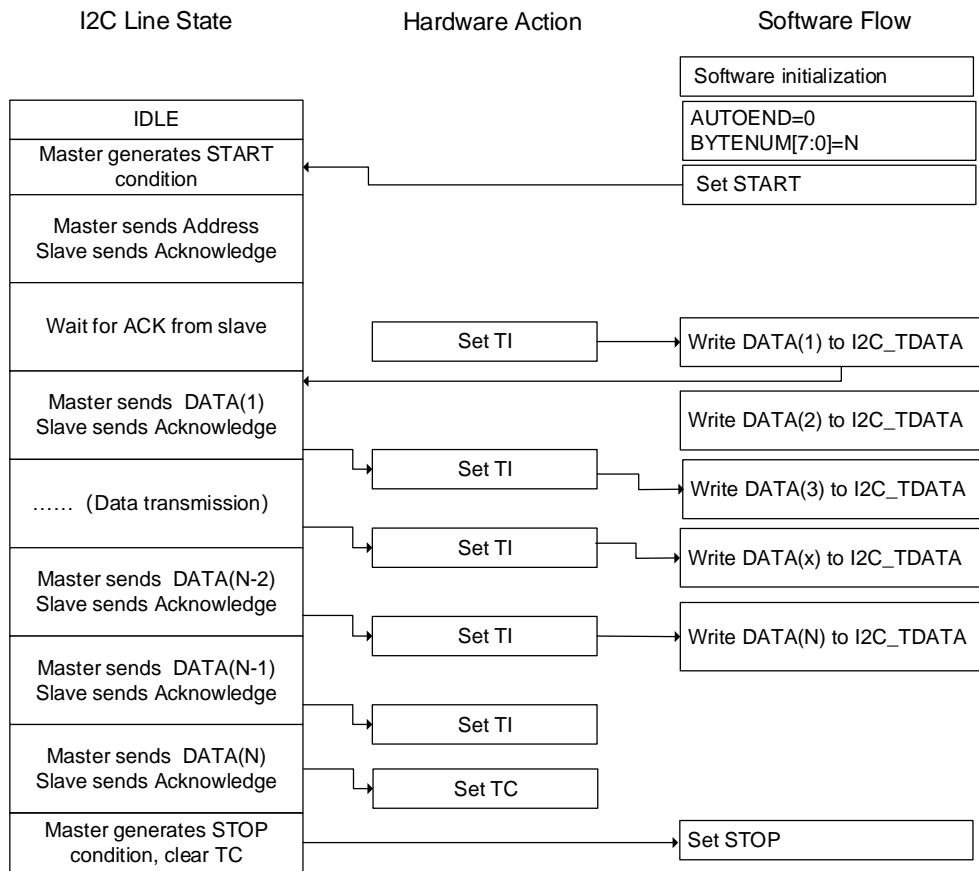 I2C Line State
Hardware Action
Software Flow
Software initialization
IDLE
AUTOEND=0
BYTENUM[7:0]=N
Master generates START
condition
Set START
Master sends Address
Slave sends Acknowledge
Wait for ACK from slave
Set TI
Write DATA(1) to I2C_TDATA
Master sends DATA(1)
Slave sends Acknowledge
Write DATA(2) to I2C_TDATA
Set TI
Write DATA(3) to I2C_TDATA
…… (Data transmission)
Set TI
Write DATA(x) to I2C_TDATA
Master sends DATA(N-2)
Slave sends Acknowledge
Set TI
Write DATA(N) to I2C_TDATA
Master sends DATA(N-1)
Slave sends Acknowledge
Set TI
Master sends DATA(N)
Slave sends Acknowledge
Set TC
Master generates STOP
condition, clear TC
Set STOP